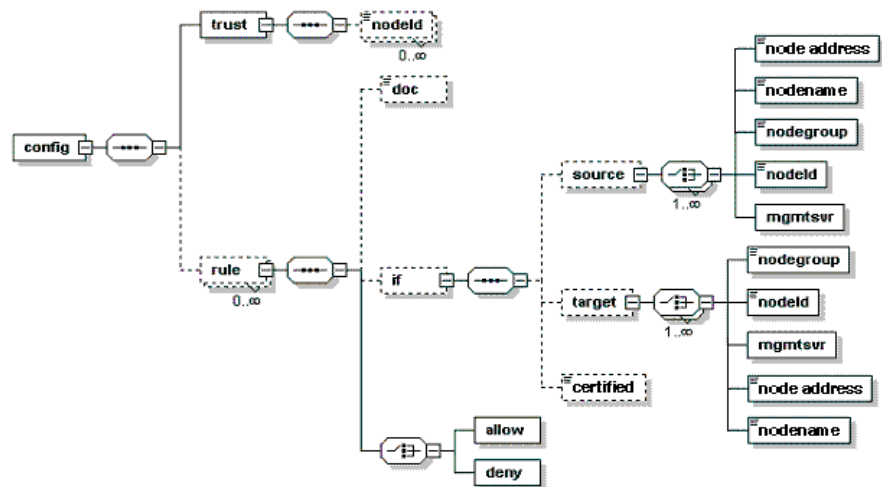 trust
nodeId
0..∞
doc
config
rule
0..∞
if
source
1..∞
node address
nodename
nodegroup
nodeId
mgmtsvr
target
1..∞
nodegroup
nodeId
mgmtsvr
node address
nodename
certified
allow
deny